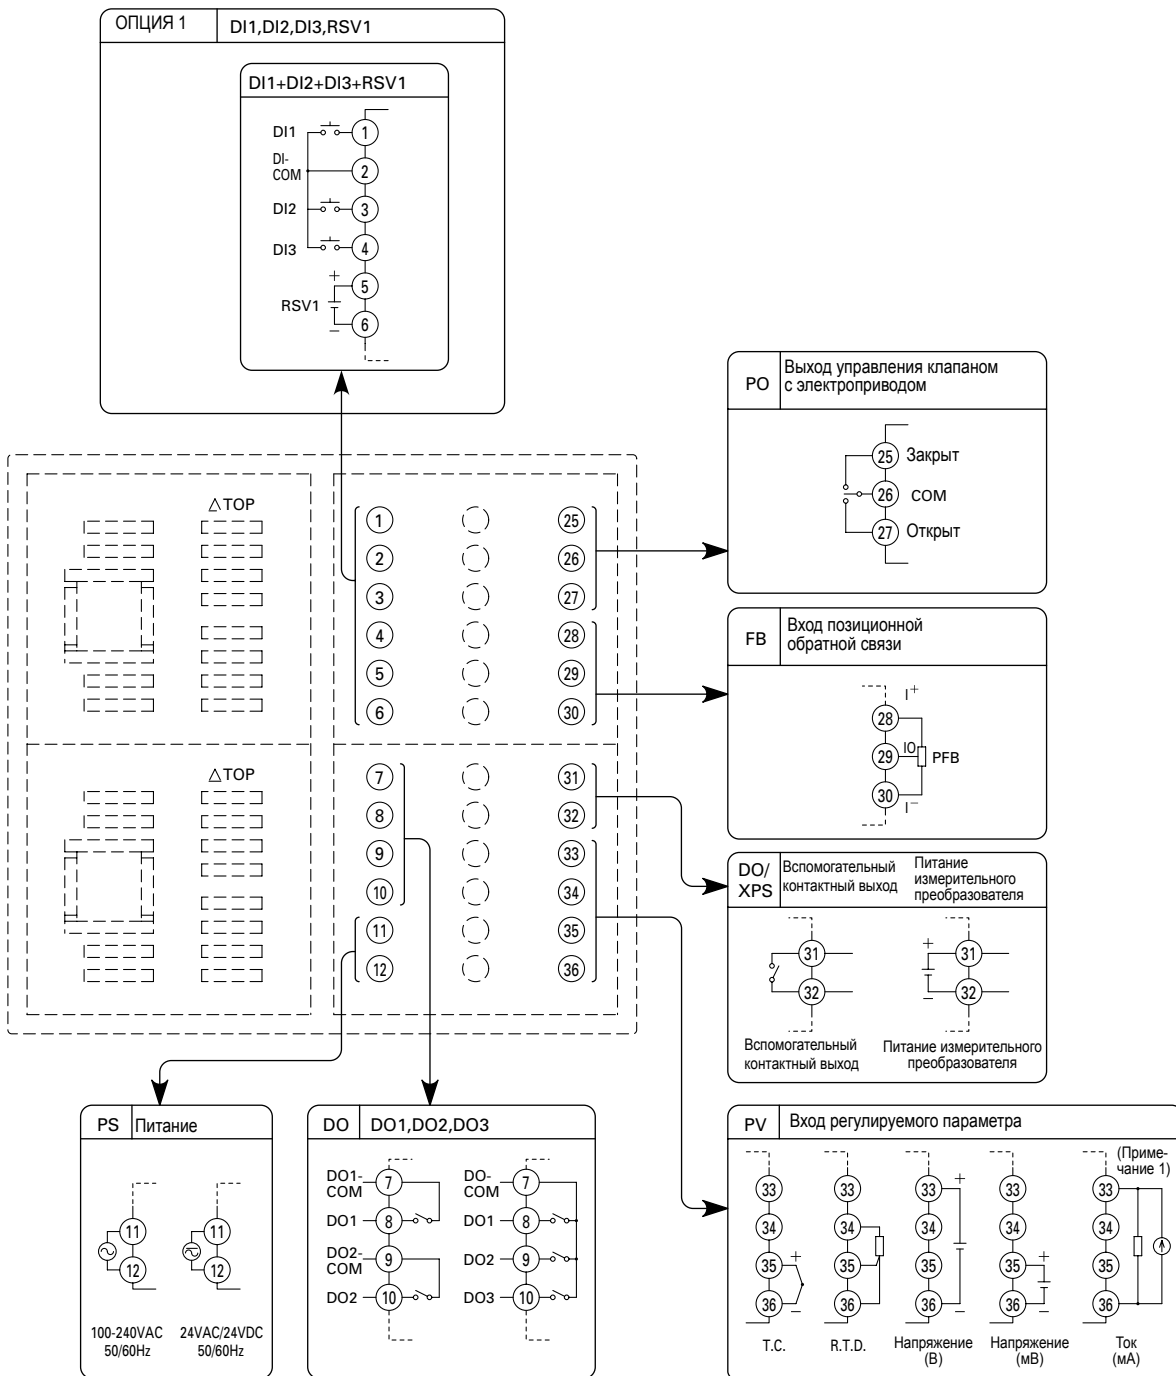 ОПЦИЯ 1
DI1,DI2,DI3,RSV1
DI1+DI2+DI3+RSV1
DI1
1
DI-
COM
2
DI2
3
DI3
4
+
5
RSV1
6
−
PO
Выход управления клапаном
с электроприводом
25 Закрыт
26 COM
27 Открыт
△TOP
1
25
2
26
3
27
4
28
5
29
6
30
FB
Вход позиционной
обратной связи
I+
28
29 IO PFB
30
I−
△TOP
7
31
8
32
9
33
10
34
11
35
12
36
DO/
XPS
Вспомогательный
контактный выход
Питание
измерительного
преобразователя
31
32
+
31
−
32
Вспомогательный
контактный выход
Питание измерительного
преобразователя
PS
Питание
11
12
11
12
100-240VAC
50/60Hz
24VAC/24VDC
50/60Hz
DO
DO1,DO2,DO3
DO1-
COM
7
DO1
8
DO2-
COM
9
DO2
10
DO-
COM
7
DO1
8
DO2
9
DO3
10
PV
Вход регулируемого параметра
33
34
35 +
36 −
T.C.
33
34
35
36
R.T.D.
33 +
34
35
36 −
Напряжение
(В)
33
34
35 +
36 −
Напряжение
(мВ)
(Приме-
чание 1)
33
34
35
36
Ток
(мА)